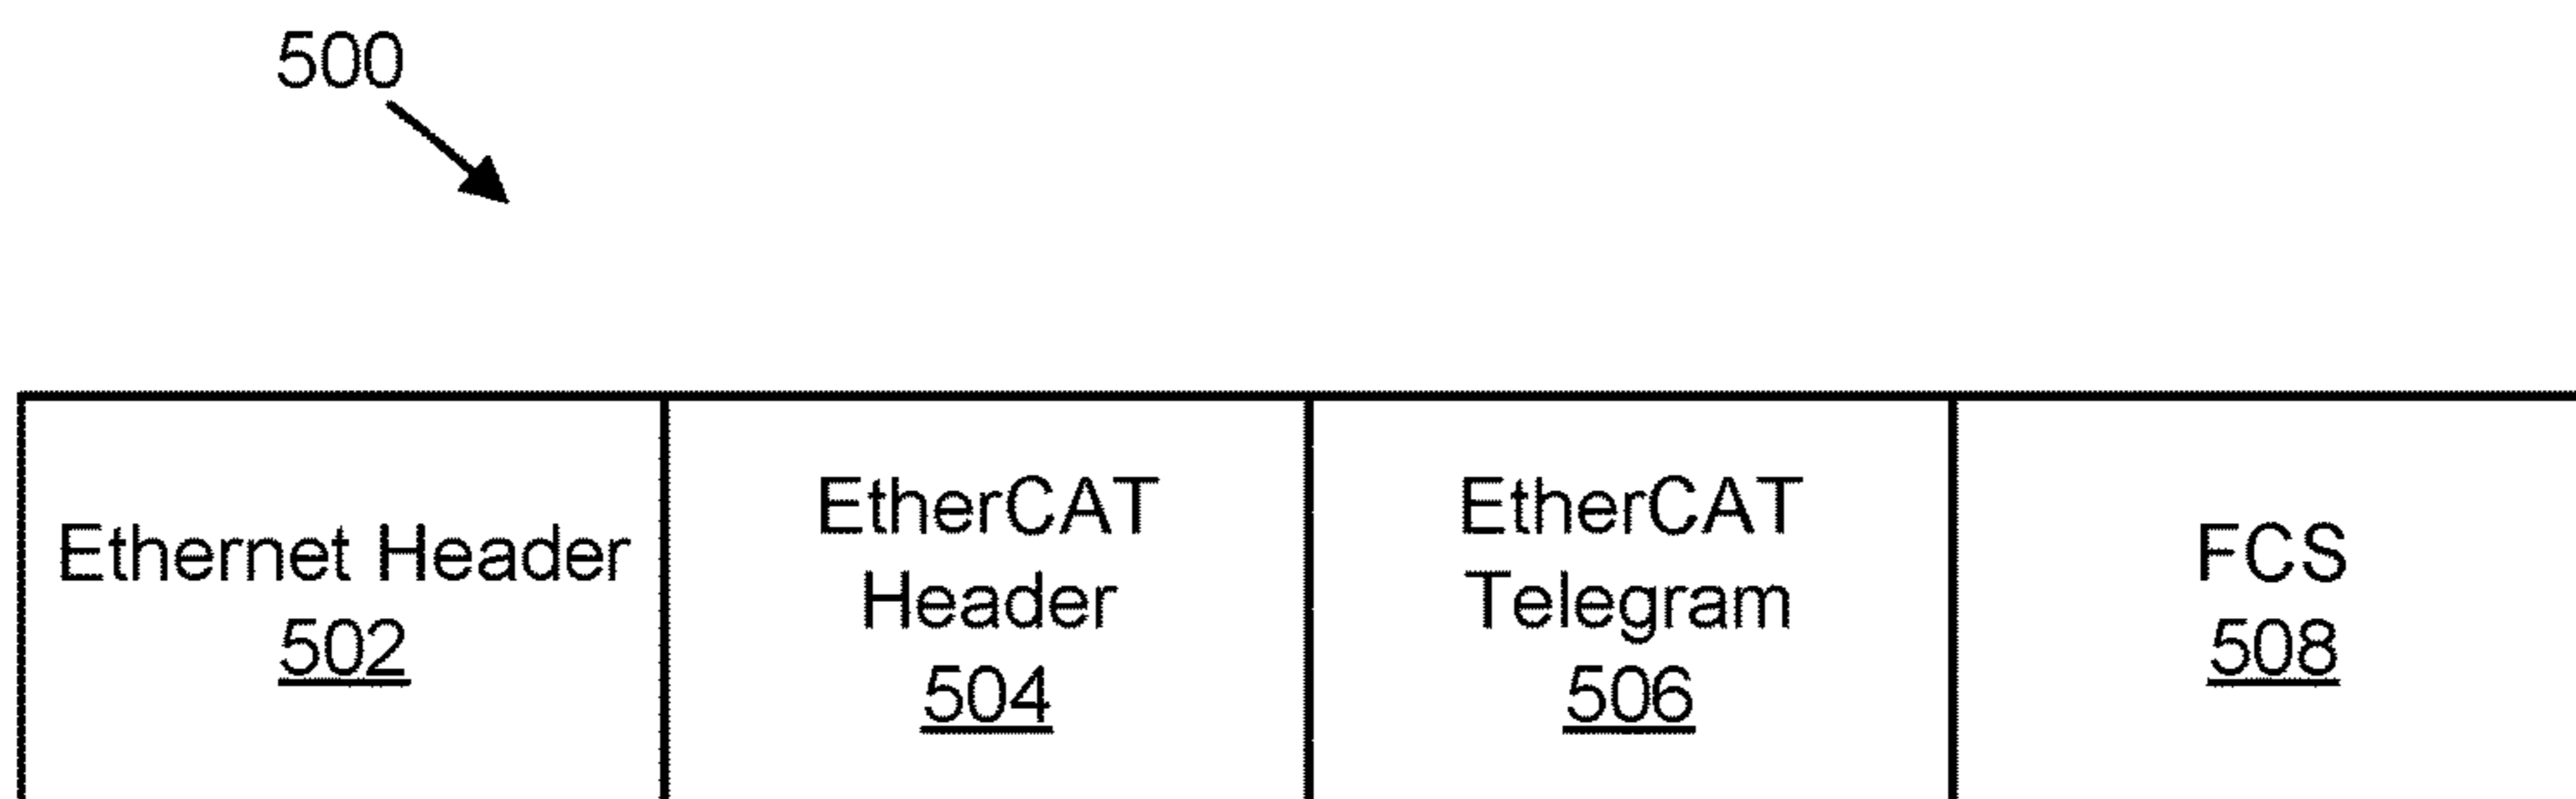 500
Ethernet Header
502
EtherCAT
Header
504
EtherCAT
Telegram
506
FCS
508